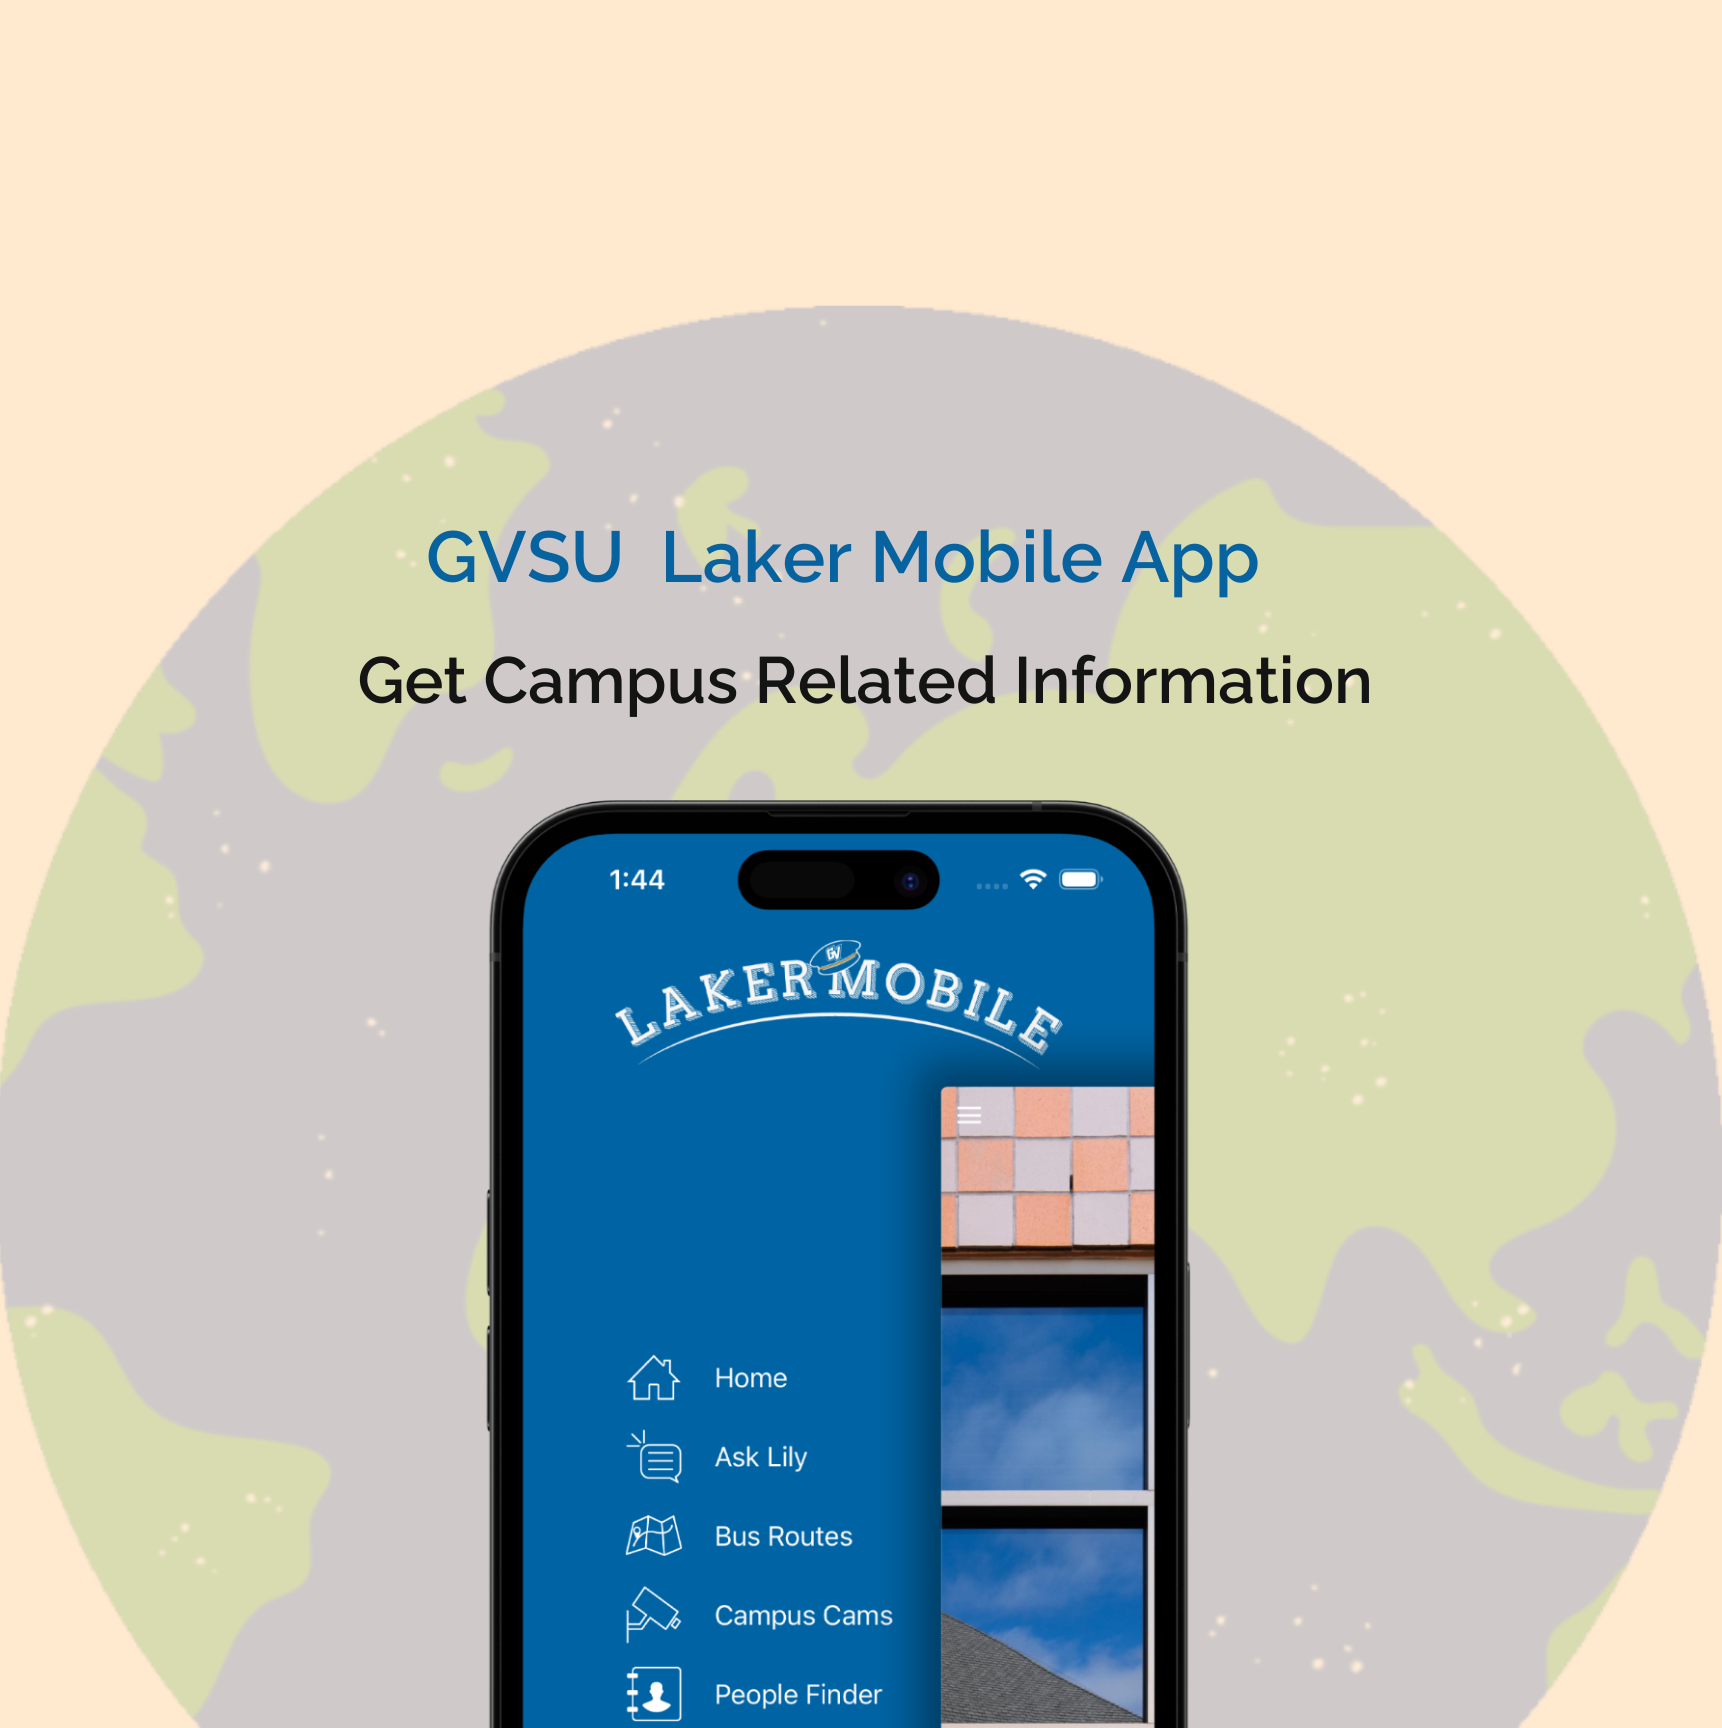 GVSU  Laker Mobile App
Get Campus Related Information
1:44
GV
LAKER MOBILE
Home
Ask Lily
Bus Routes
Campus Cams
People Finder